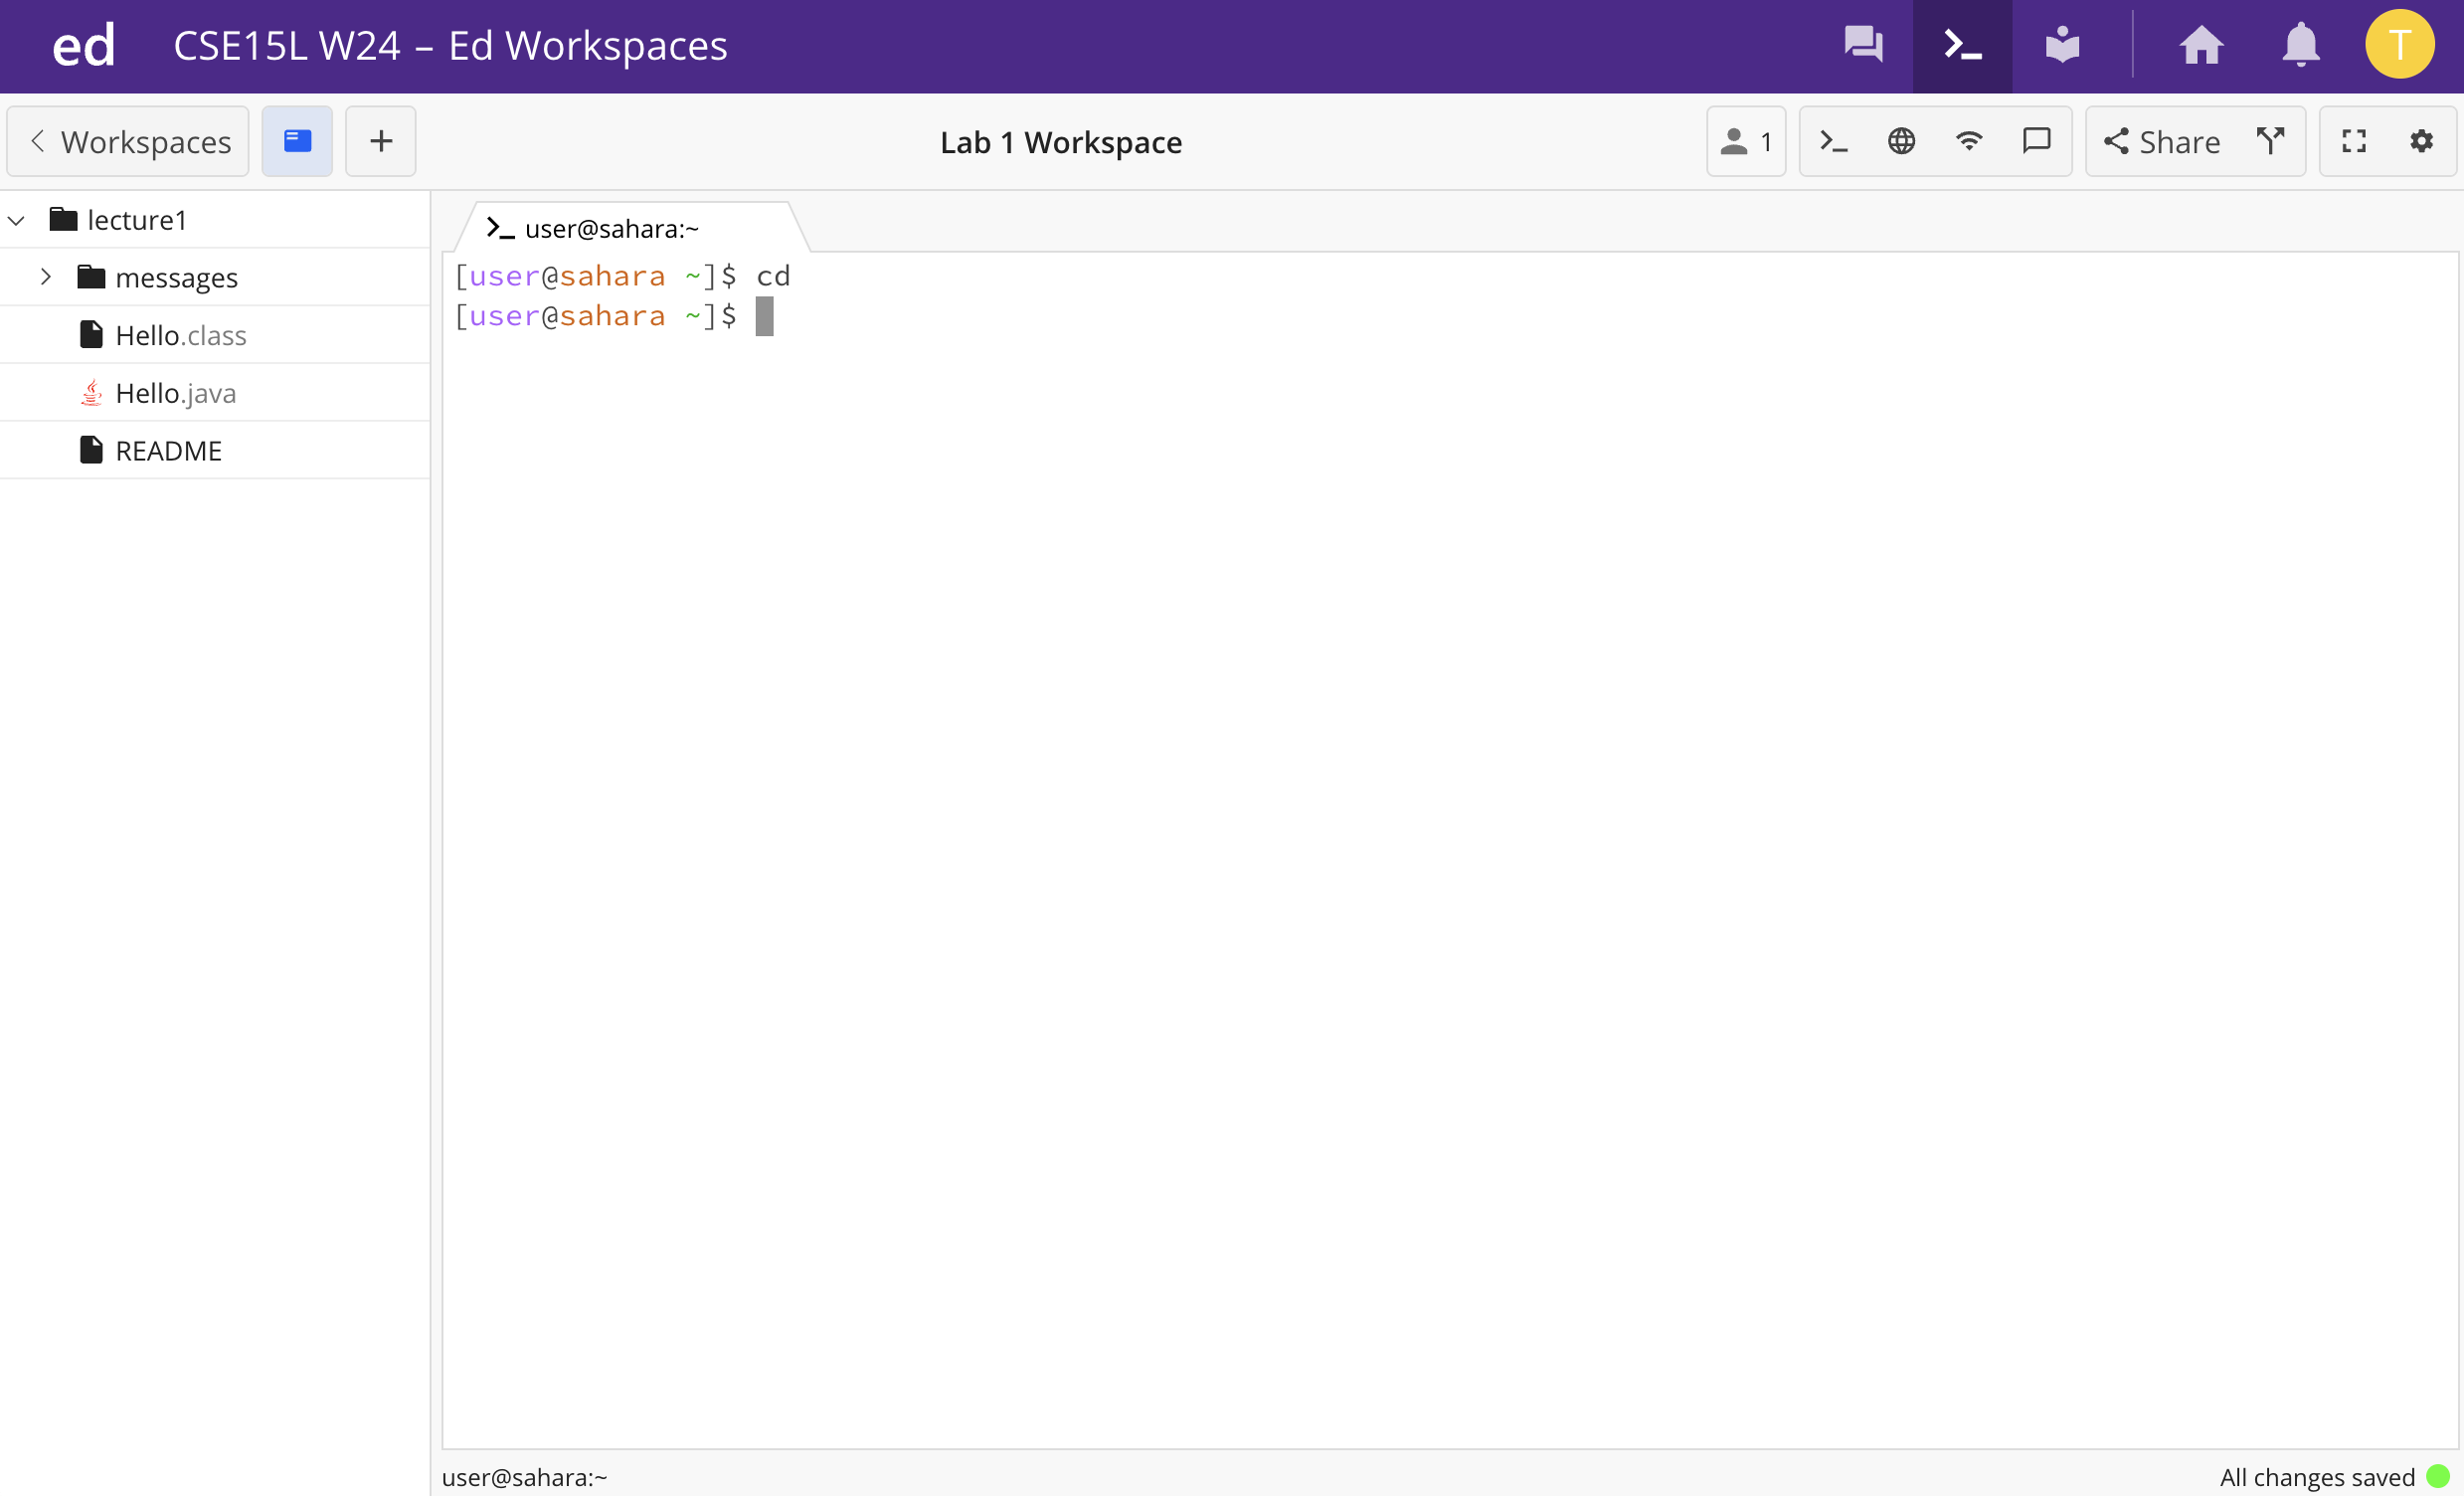 ed CSE15L W24 – Ed Workspaces T
Workspaces Lab 1 Workspace 1 Share
lecture1
messages
Hello.class
Hello.java
README
user@sahara:~
[user@sahara ~]$ cd
[user@sahara ~]$
user@sahara:~ All changes saved